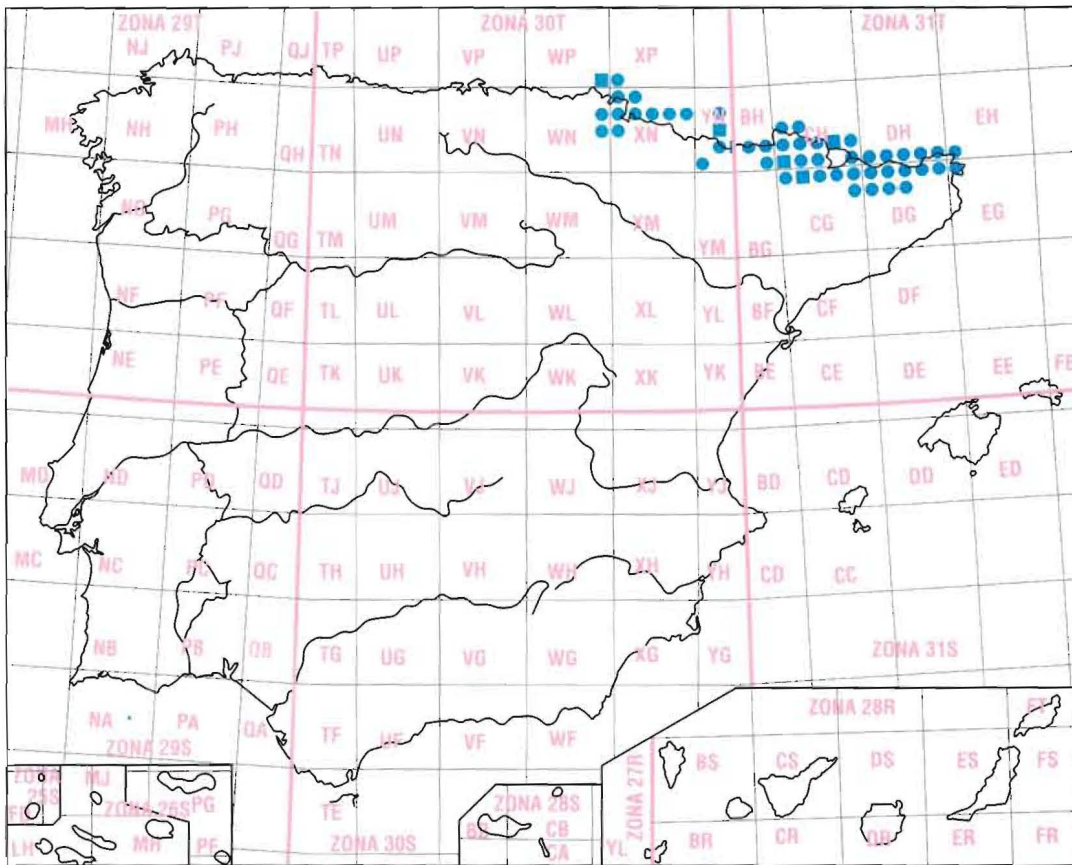 ZONA 29T ZONA 30T ZONA 31T
NJ PJ QJ TP UP VP WP XP
MH NH PH UN VN WN XN YN BH CH DH EH
QH TN
NG PG UM VM WM XM CG DG EG
QG TM YM BG
NF PF QF TL UL VL WL XL YL BF CF DF
NE PE QE TK UK VK WK XK YK BE CE DE EE FE
MD ND PD QD TJ UJ VJ WJ XJ YJ BD CD DD ED
MC NC PC QC TH UH VH WH XH YH CD CC
NB PB QB TG UG VG WG XG YG ZONA 31S
NA PA QA TF UF VF WF
ZONA 29S
ZONA 28R
FT
BS CS DS ES FS
ZONA 27R
BR CR DR ER FR
YL
ZONA 25S
MJ
ZONA 26S
PG
LH MH PF
TE
ZONA 30S
ZONA 28S
BB CB
CA